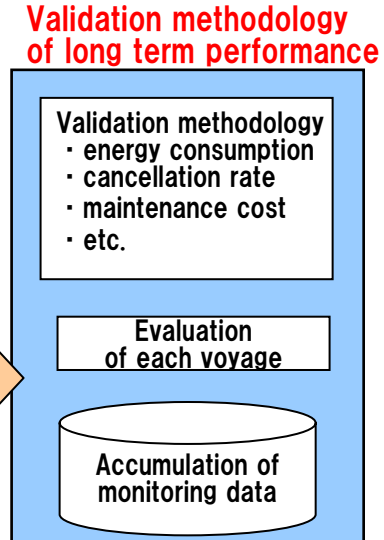 Validation methodology
of long term performance
Validation methodology
・energy consumption
・cancellation rate
・maintenance cost
・etc.
Evaluation
of each voyage
Accumulation of
monitoring data